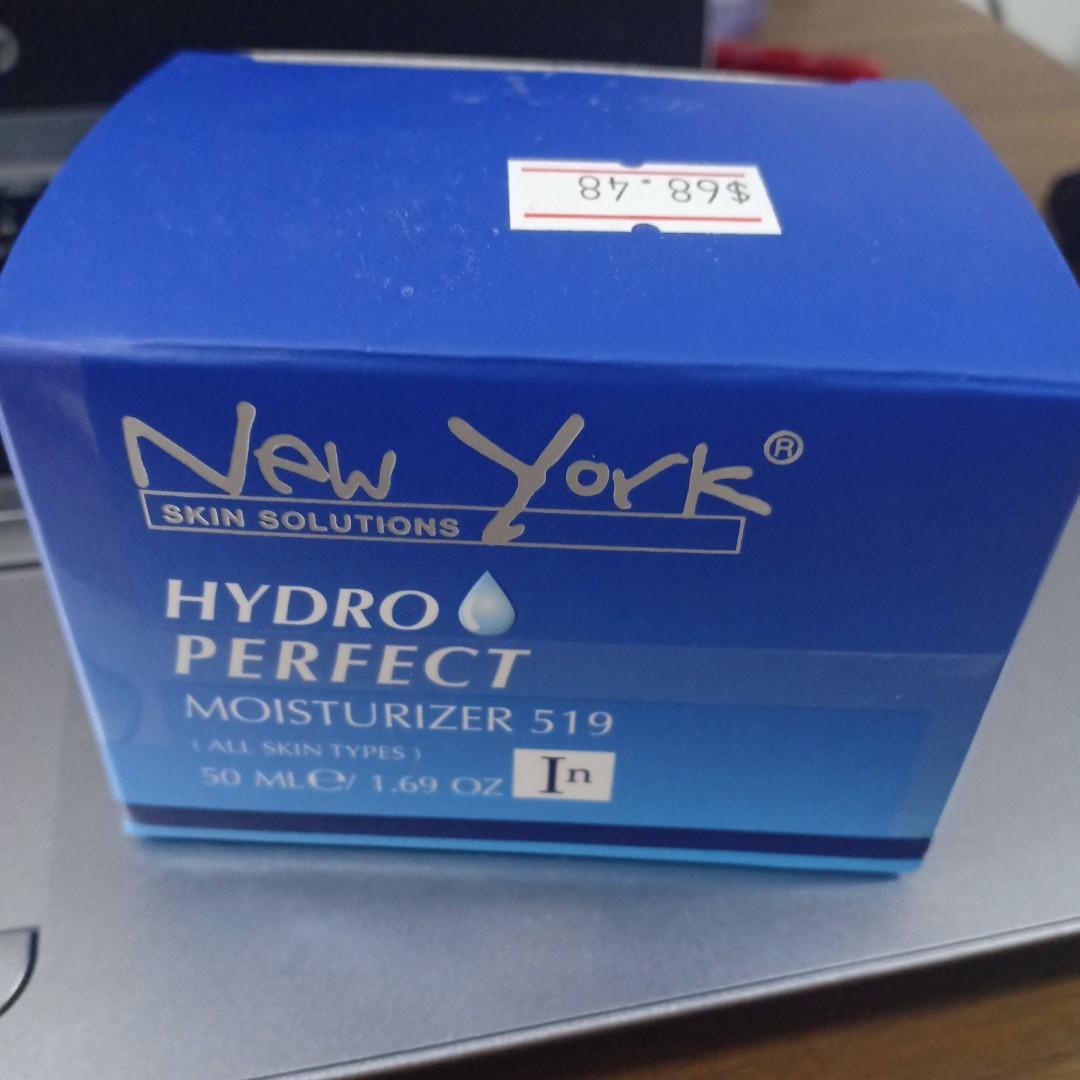 $68.48
New York®
SKIN SOLUTIONS
HYDRO
PERFECT
MOISTURIZER 519
( ALL SKIN TYPES )
50 ML ℮/ 1.69 OZ In